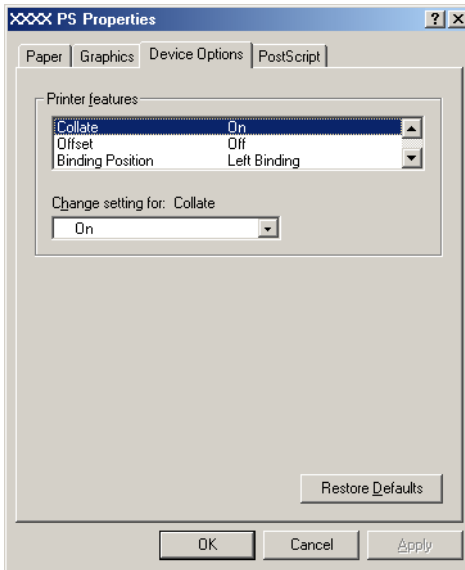 XXXX PS Properties
Paper Graphics Device Options PostScript
Printer features
Collate On
Offset Off
Binding Position Left Binding
Change setting for: Collate
On
Restore Defaults
OK Cancel Apply